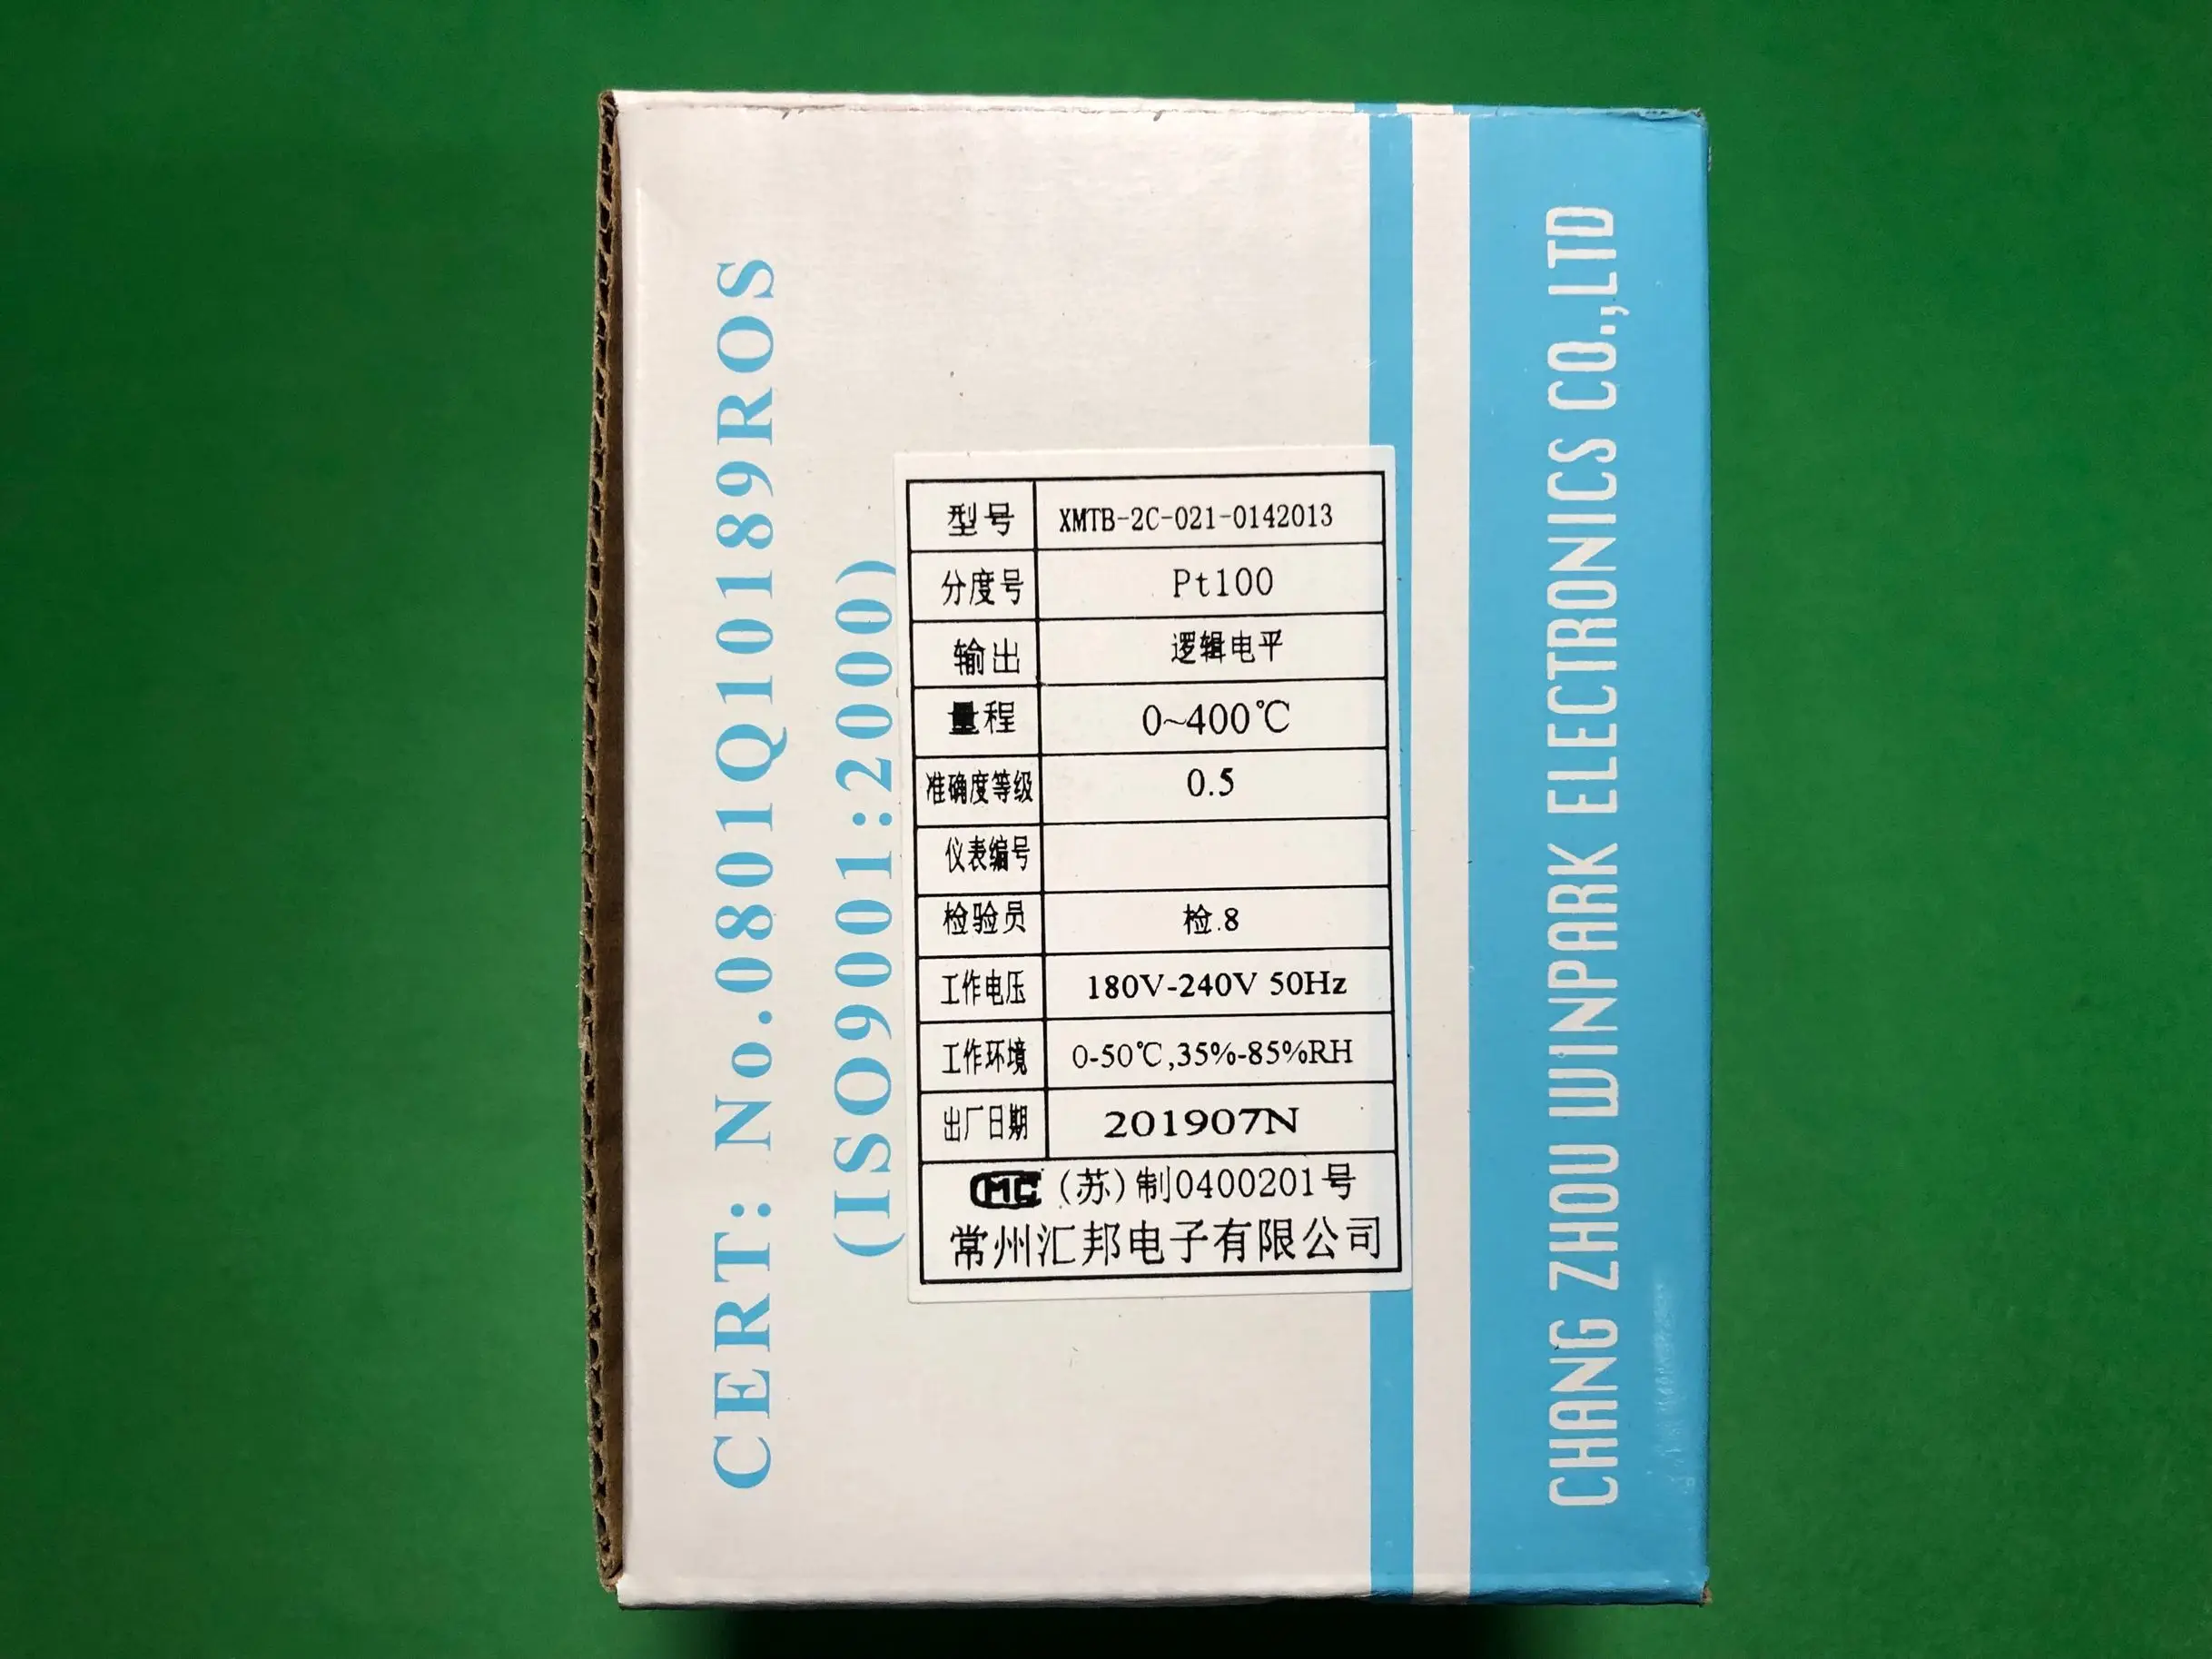 CERT: No.0801Q10189ROS
(ISO9001:2000)
型号 XMTB-2C-021-0142013
分度号 Pt100
输出 逻辑电平
量程 0~400℃
准确度等级 0.5
仪表编号
检验员 检.8
工作电压 180V-240V 50Hz
工作环境 0-50℃,35%-85%RH
出厂日期 201907N
CMC (苏)制0400201号
常州汇邦电子有限公司
CHANG ZHOU WINPARK ELECTRONICS CO.,LTD